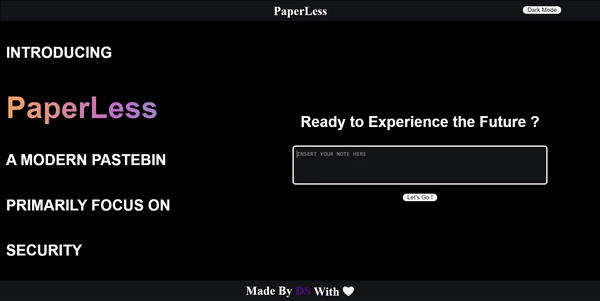 PaperLess
Dark Mode
INTRODUCING
PaperLess
A MODERN PASTEBIN
PRIMARILY FOCUS ON
SECURITY
Ready to Experience the Future ?
INSERT YOUR NOTE HERE
Let's Go !
Made By DS With 🤍